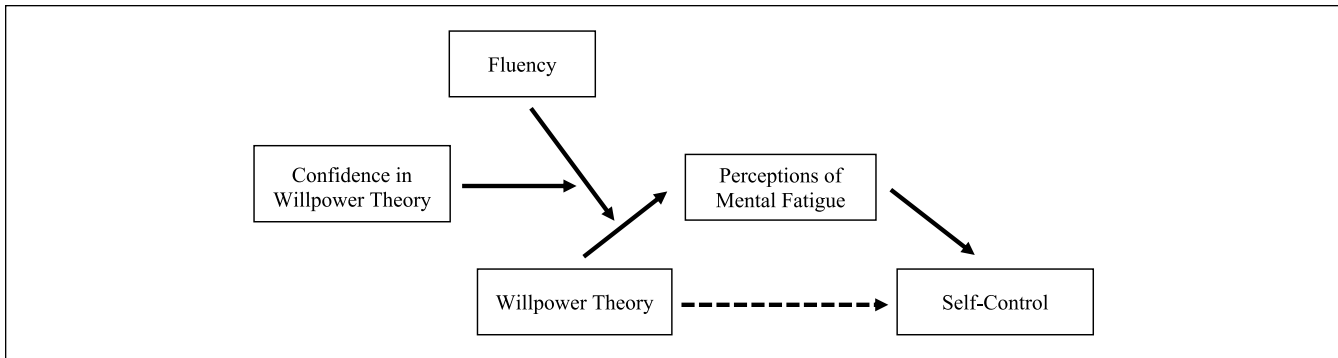 Fluency
Confidence in
Willpower Theory
Perceptions of
Mental Fatigue
Willpower Theory
Self-Control